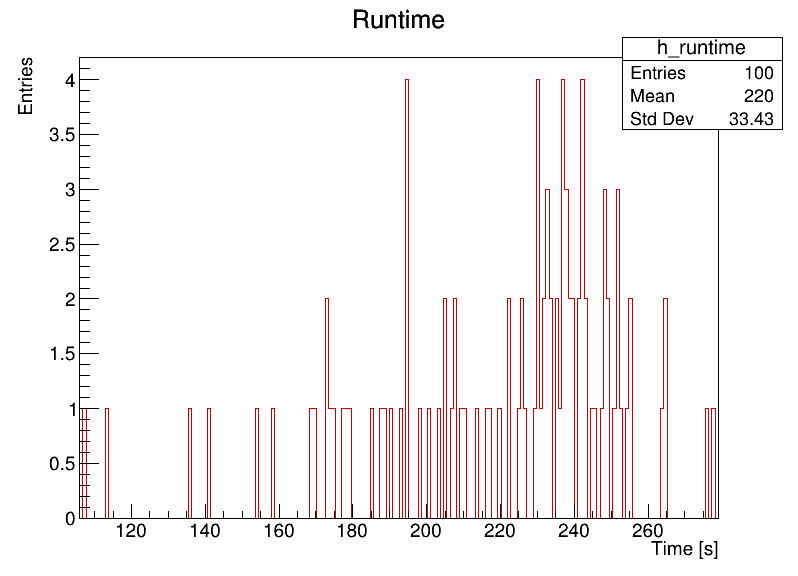 Runtime
h_runtime
Entries 100
Mean 220
Std Dev 33.43
Entries
4
3.5
3
2.5
2
1.5
1
0.5
0
120 140 160 180 200 220 240 260
Time [s]